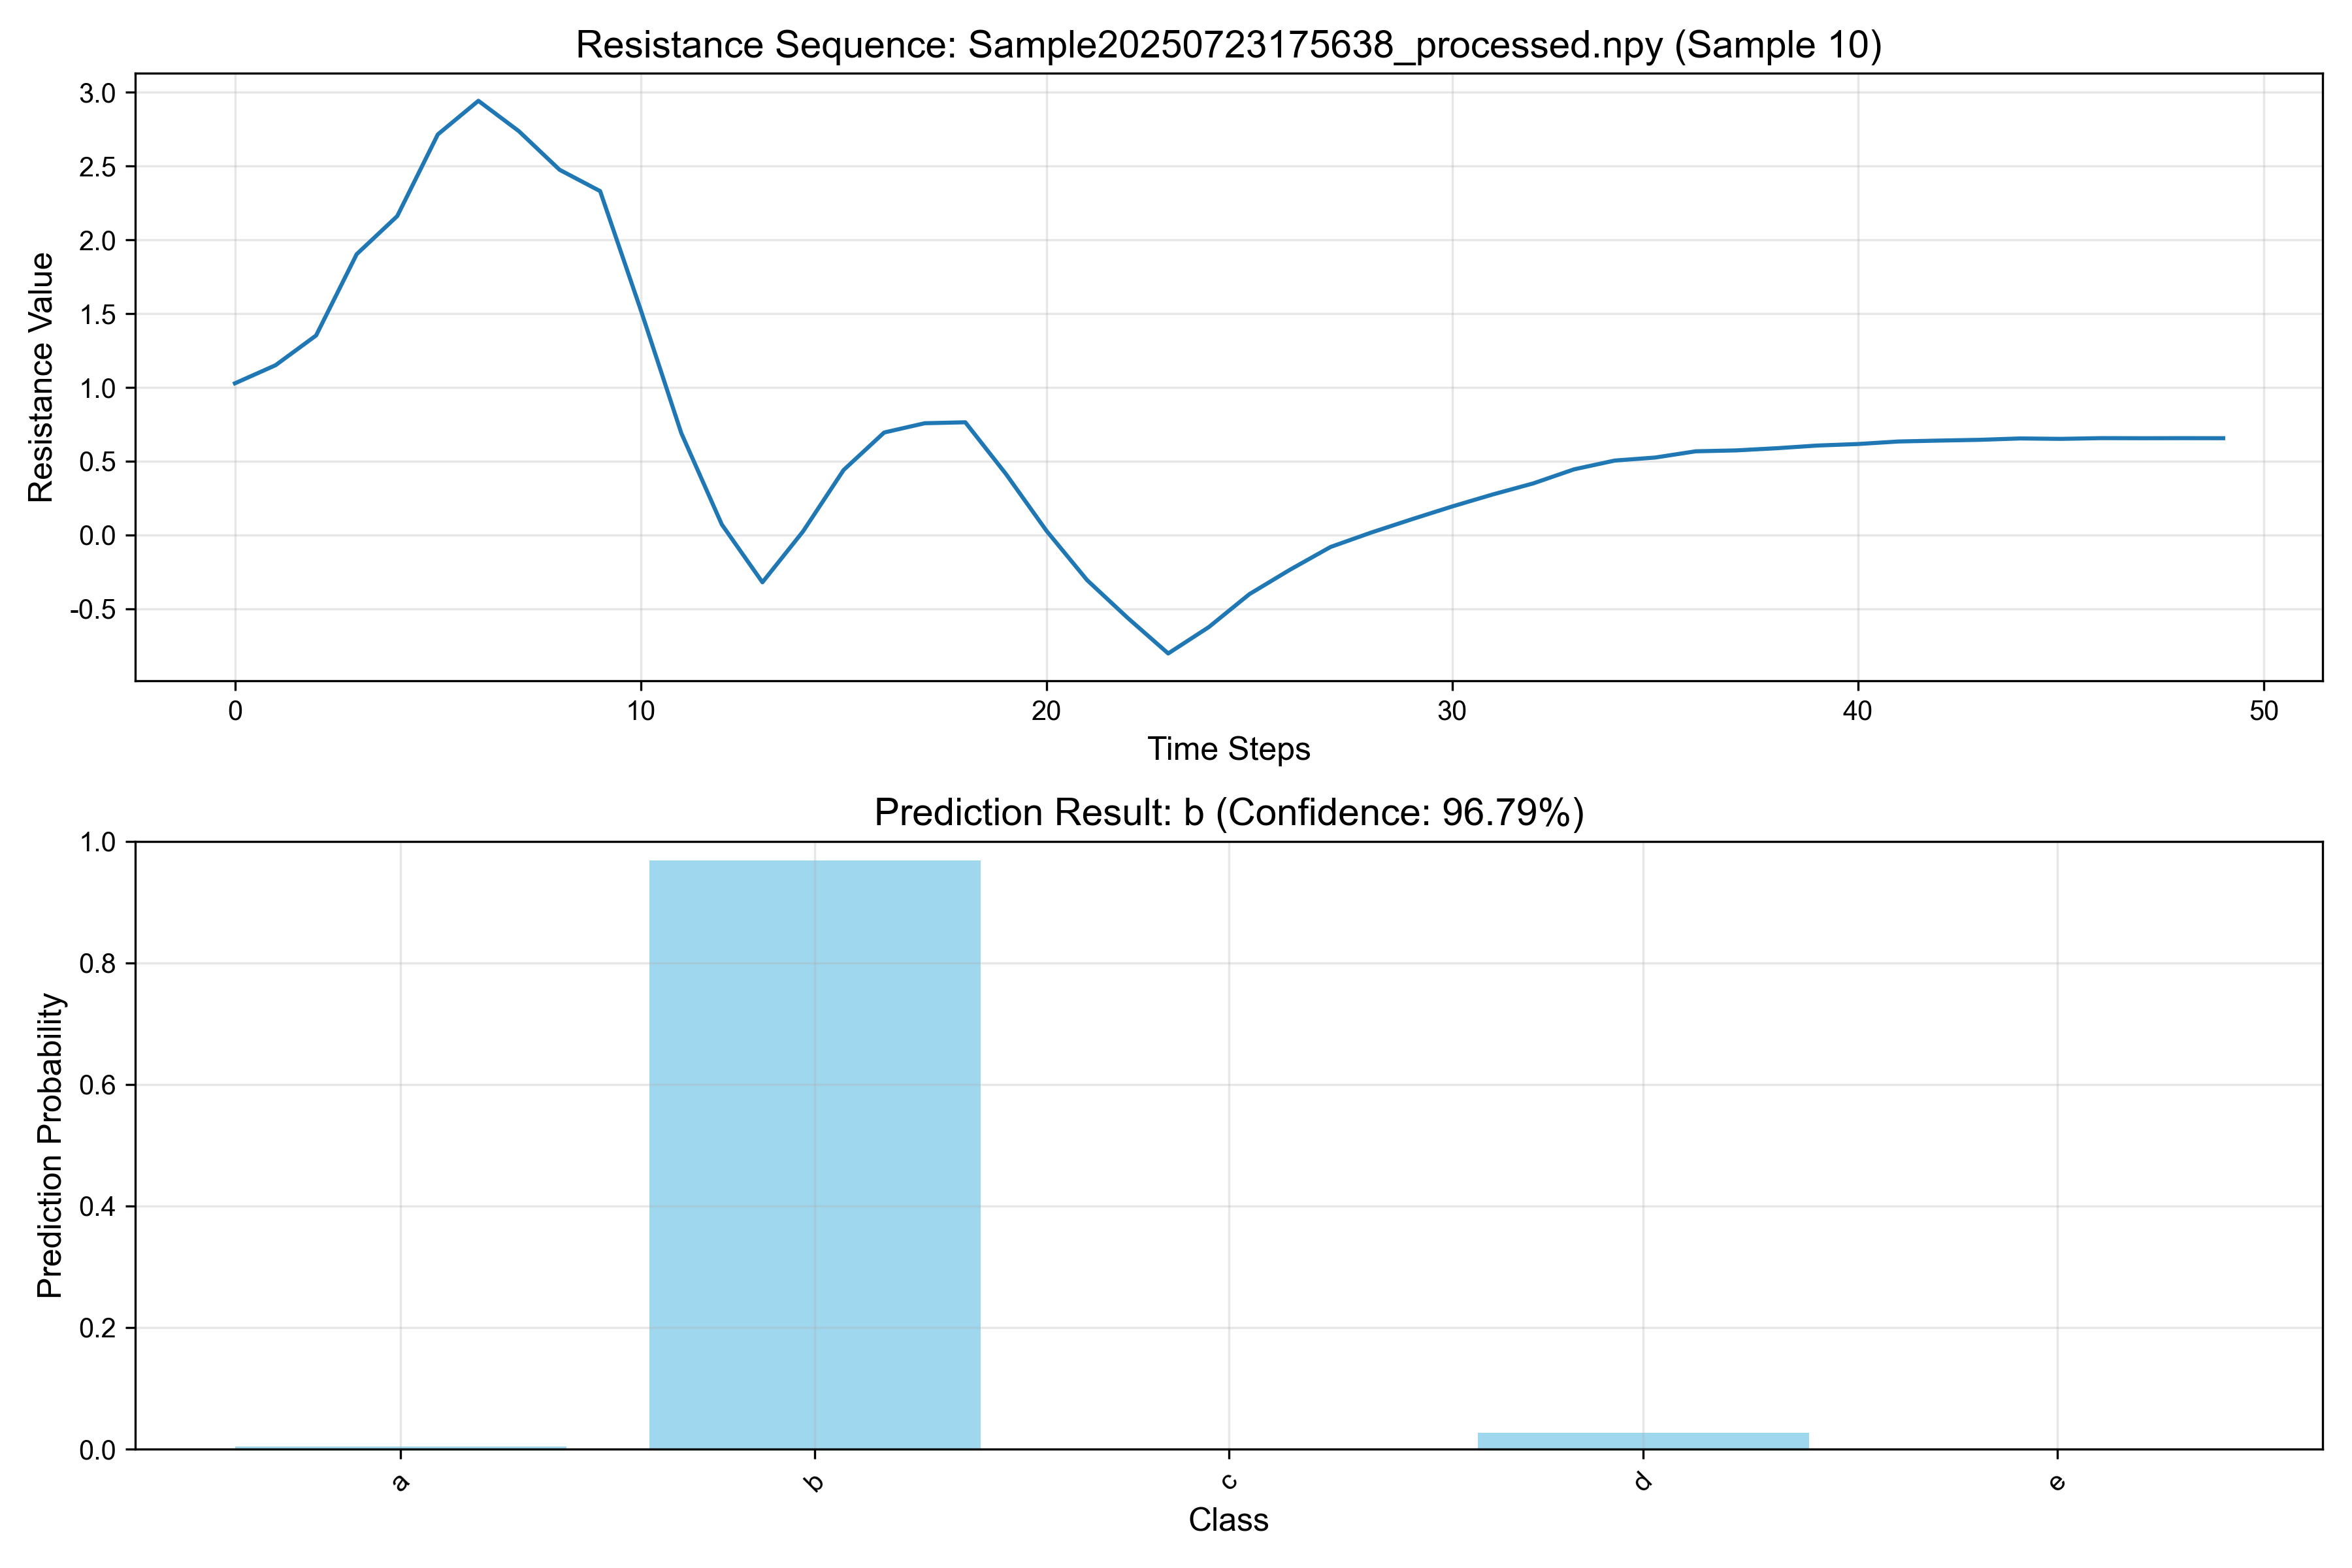 Resistance Sequence: Sample20250723175638_processed.npy (Sample 10)
Resistance Value
3.0
2.5
2.0
1.5
1.0
0.5
0.0
-0.5
0 10 20 30 40 50
Time Steps
Prediction Result: b (Confidence: 96.79%)
Prediction Probability
1.0
0.8
0.6
0.4
0.2
0.0
a b c d e
Class